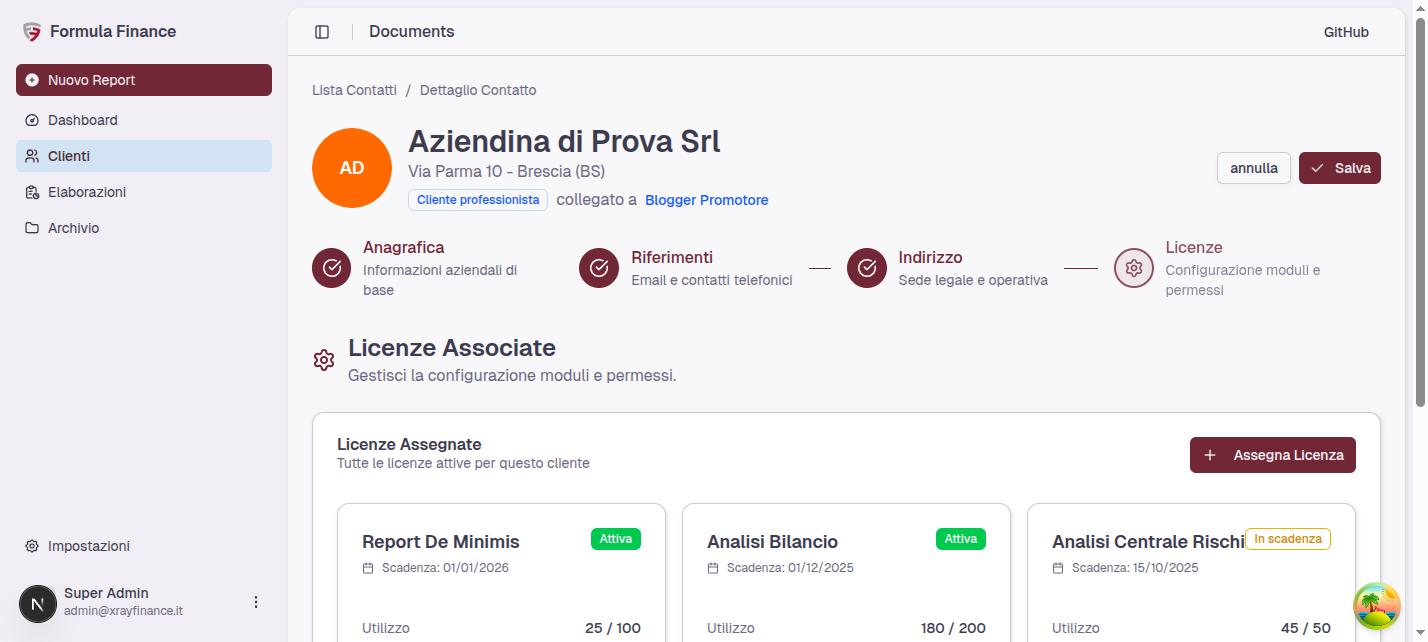 Formula Finance
Nuovo Report
Dashboard
Clienti
Elaborazioni
Archivio
Impostazioni
N
Super Admin
admin@xrayfinance.it
Documents
GitHub
Lista Contatti / Dettaglio Contatto
AD
Aziendina di Prova Srl
Via Parma 10 - Brescia (BS)
Cliente professionista collegato a Blogger Promotore
annulla
Salva
Anagrafica
Informazioni aziendali di
base
Riferimenti
Email e contatti telefonici
Indirizzo
Sede legale e operativa
Licenze
Configurazione moduli e
permessi
Licenze Associate
Gestisci la configurazione moduli e permessi.
Licenze Assegnate
Tutte le licenze attive per questo cliente
Assegna Licenza
Report De Minimis
Attiva
Scadenza: 01/01/2026
Utilizzo 25 / 100
Analisi Bilancio
Attiva
Scadenza: 01/12/2025
Utilizzo 180 / 200
Analisi Centrale Rischi
In scadenza
Scadenza: 15/10/2025
Utilizzo 45 / 50